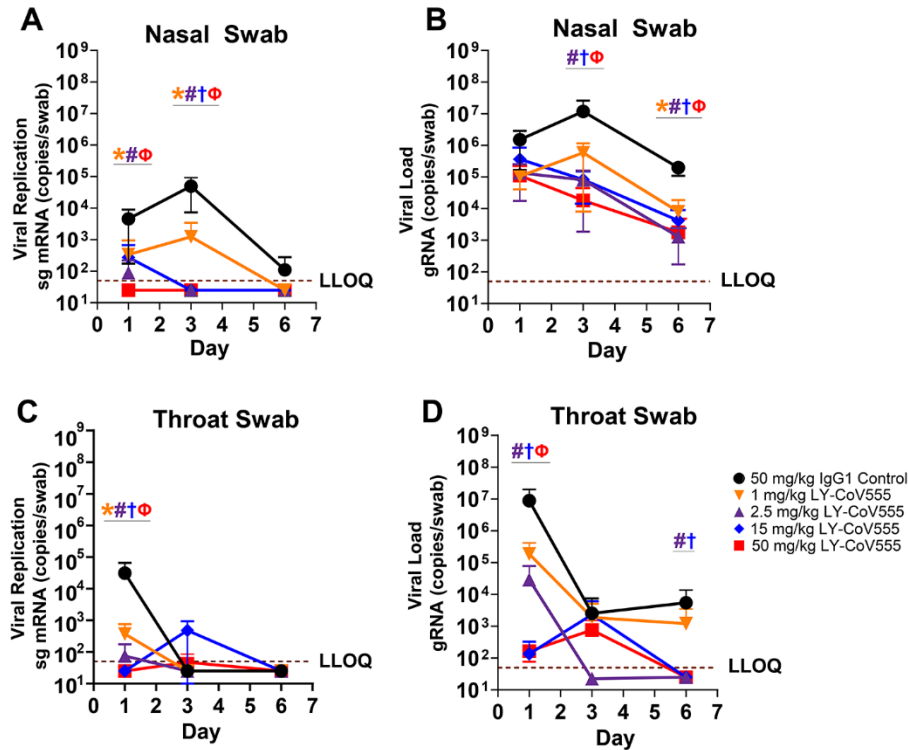 A
Nasal Swab
Viral Replication
sg mRNA (copies/swab)
10⁹
10⁸
10⁷
10⁶
10⁵
10⁴
10³
10²
10¹
*#Φ
*#†Φ
LLOQ
0 1 2 3 4 5 6 7
Day
B
Nasal Swab
Viral Load
gRNA (copies/swab)
10⁹
10⁸
10⁷
10⁶
10⁵
10⁴
10³
10²
10¹
#†Φ
*#†Φ
LLOQ
0 1 2 3 4 5 6 7
Day
C
Throat Swab
Viral Replication
sg mRNA (copies/swab)
10⁹
10⁸
10⁷
10⁶
10⁵
10⁴
10³
10²
10¹
*#†Φ
LLOQ
0 1 2 3 4 5 6 7
Day
D
Throat Swab
Viral Load
gRNA (copies/swab)
10⁹
10⁸
10⁷
10⁶
10⁵
10⁴
10³
10²
10¹
#†Φ
#†
LLOQ
0 1 2 3 4 5 6 7
Day
50 mg/kg IgG1 Control
1 mg/kg LY-CoV555
2.5 mg/kg LY-CoV555
15 mg/kg LY-CoV555
50 mg/kg LY-CoV555